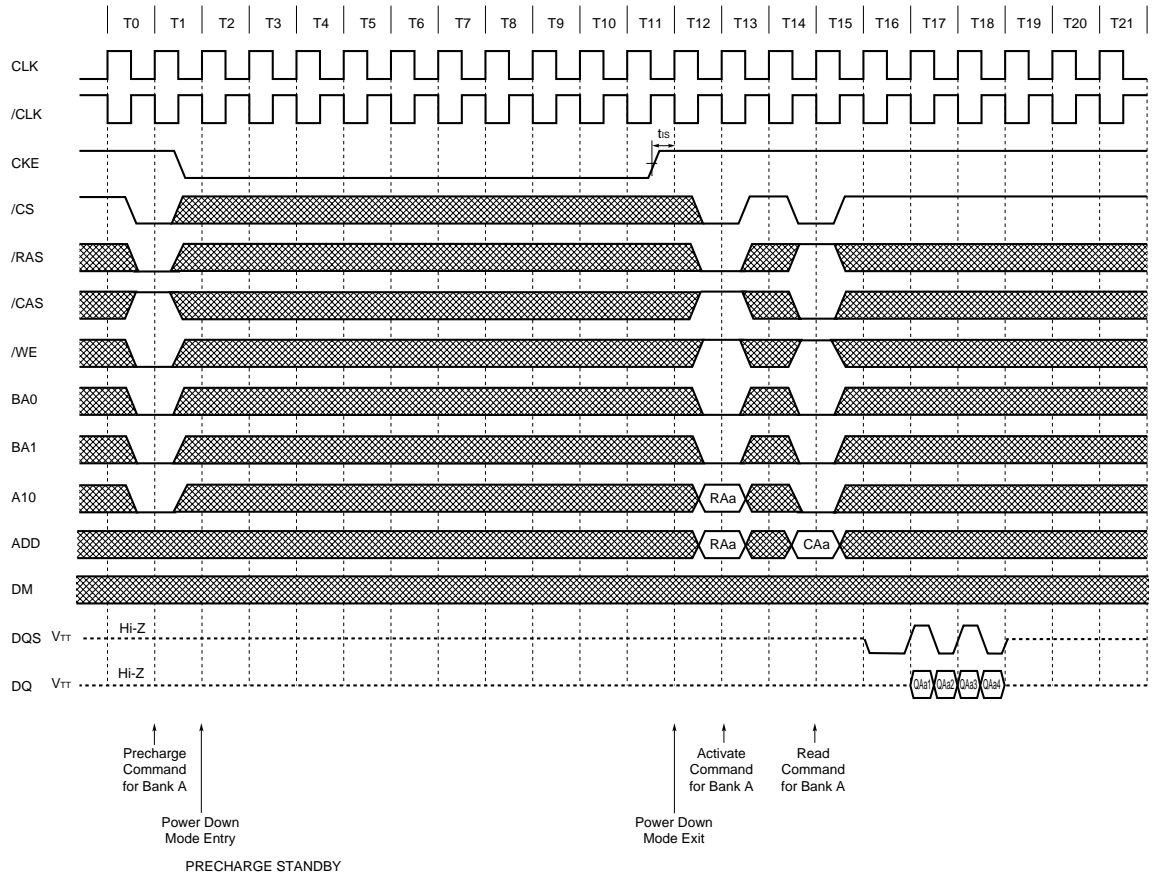 T0 T1 T2 T3 T4 T5 T6 T7 T8 T9 T10 T11 T12 T13 T14 T15 T16 T17 T18 T19 T20 T21
CLK
/CLK
tIS
CKE
/CS
/RAS
/CAS
/WE
BA0
BA1
A10 RAa
ADD RAa CAa
DM
DQS VTT Hi-Z
DQ VTT Hi-Z QAa1 QAa2 QAa3 QAa4
Precharge
Command
for Bank A
Activate
Command
for Bank A
Read
Command
for Bank A
Power Down
Mode Entry
Power Down
Mode Exit
PRECHARGE STANDBY